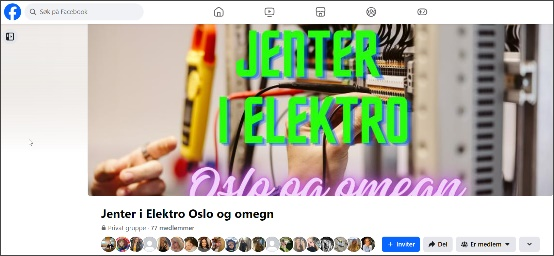 Søk på Facebook
JENTER
I ELEKTRO
Oslo og omegn
Jenter i Elektro Oslo og omegn
Privat gruppe · 77 medlemmer
+ Inviter
Del
Er medlem